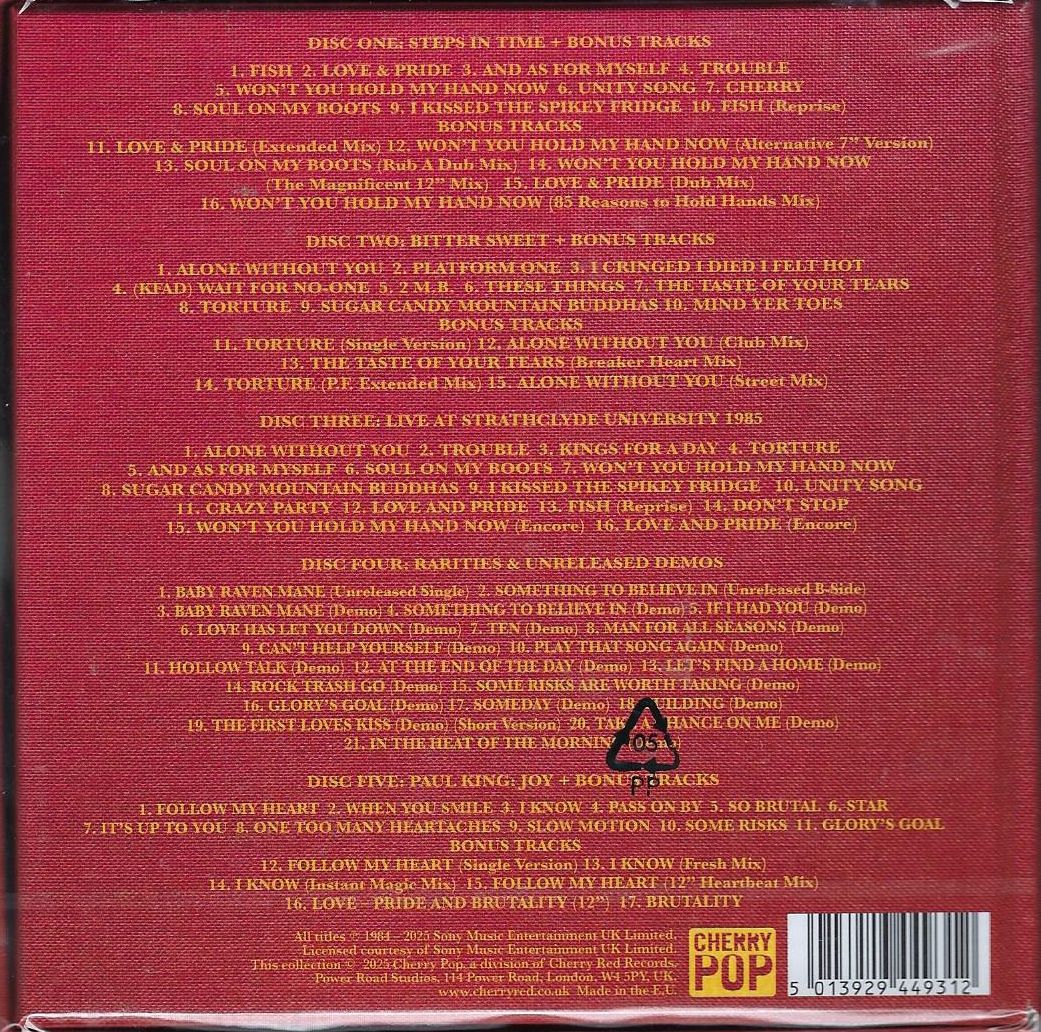 DISC ONE: STEPS IN TIME + BONUS TRACKS
1. FISH 2. LOVE & PRIDE 3. AND AS FOR MYSELF 4. TROUBLE
5. WON'T YOU HOLD MY HAND NOW 6. UNITY SONG 7. CHERRY
8. SOUL ON MY BOOTS 9. I KISSED THE SPIKEY FRIDGE 10. FISH (Reprise)
BONUS TRACKS
11. LOVE & PRIDE (Extended Mix) 12. WON'T YOU HOLD MY HAND NOW (Alternative 7" Version)
13. SOUL ON MY BOOTS (Rub A Dub Mix) 14. WON'T YOU HOLD MY HAND NOW
(The Magnificent 12" Mix) 15. LOVE & PRIDE (Dub Mix)
16. WON'T YOU HOLD MY HAND NOW (85 Reasons to Hold Hands Mix)
DISC TWO: BITTER SWEET + BONUS TRACKS
1. ALONE WITHOUT YOU 2. PLATFORM ONE 3. I CRINGED I DIED I FELT HOT
4. (KFAD) WAIT FOR NO-ONE 5. 2 M.B. 6. THESE THINGS 7. THE TASTE OF YOUR TEARS
8. TORTURE 9. SUGAR CANDY MOUNTAIN BUDDHAS 10. MIND YER TOES
BONUS TRACKS
11. TORTURE (Single Version) 12. ALONE WITHOUT YOU (Club Mix)
13. THE TASTE OF YOUR TEARS (Breaker Heart Mix)
14. TORTURE (P.F. Extended Mix) 15. ALONE WITHOUT YOU (Street Mix)
DISC THREE: LIVE AT STRATHCLYDE UNIVERSITY 1985
1. ALONE WITHOUT YOU 2. TROUBLE 3. KINGS FOR A DAY 4. TORTURE
5. AND AS FOR MYSELF 6. SOUL ON MY BOOTS 7. WON'T YOU HOLD MY HAND NOW
8. SUGAR CANDY MOUNTAIN BUDDHAS 9. I KISSED THE SPIKEY FRIDGE 10. UNITY SONG
11. CRAZY PARTY 12. LOVE AND PRIDE 13. FISH (Reprise) 14. DON'T STOP
15. WON'T YOU HOLD MY HAND NOW (Encore) 16. LOVE AND PRIDE (Encore)
DISC FOUR: RARITIES & UNRELEASED DEMOS
1. BABY RAVEN MANE (Unreleased Single) 2. SOMETHING TO BELIEVE IN (Unreleased B-Side)
3. BABY RAVEN MANE (Demo) 4. SOMETHING TO BELIEVE IN (Demo) 5. IF I HAD YOU (Demo)
6. LOVE HAS LET YOU DOWN (Demo) 7. TEN (Demo) 8. MAN FOR ALL SEASONS (Demo)
9. CAN'T HELP YOURSELF (Demo) 10. PLAY THAT SONG AGAIN (Demo)
11. HOLLOW TALK (Demo) 12. AT THE END OF THE DAY (Demo) 13. LET'S FIND A HOME (Demo)
14. ROCK TRASH GO (Demo) 15. SOME RISKS ARE WORTH TAKING (Demo)
16. GLORY'S GOAL (Demo) 17. SOMEDAY (Demo) (Demo)
19. THE FIRST LOVES KISS (Demo) (Short Version) 20. TAKE A CHANCE ON ME (Demo)
21. IN THE HEAT OF THE MORNING
05
PP
DISC FIVE: PAUL KING: JOY + BONUS TRACKS
1. FOLLOW MY HEART 2. WHEN YOU SMILE 3. I KNOW 4. PASS ON BY 5. SO BRUTAL 6. STAR
7. IT'S UP TO YOU 8. ONE TOO MANY HEARTACHES 9. SLOW MOTION 10. SOME RISKS 11. GLORY'S GOAL
BONUS TRACKS
12. FOLLOW MY HEART (Single Version) 13. I KNOW (Fresh Mix)
14. I KNOW (Instant Magic Mix) 15. FOLLOW MY HEART (12" Heartbeat Mix)
16. LOVE – PRIDE AND BRUTALITY (12") 17. BRUTALITY
All titles ℗ 1984 – 2025 Sony Music Entertainment UK Limited.
Licensed courtesy of Sony Music Entertainment UK Limited.
This collection © 2025 Cherry Pop, a division of Cherry Red Records.
Power Road Studios, 114 Power Road, London, W4 5PY, UK.
www.cherryred.co.uk Made in the E.U.
CHERRY
POP
5 013929 449312